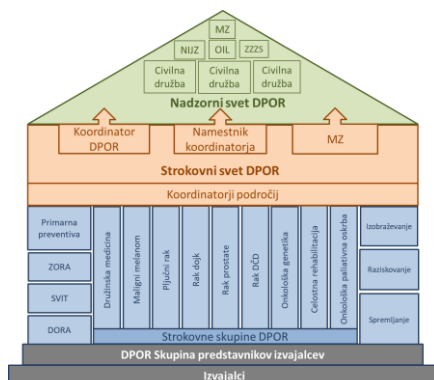 MZ
NIJZ
OIL
ZZZS
Civilna
družba
Civilna
družba
Civilna
družba
Nadzorni svet DPOR
Koordinator
DPOR
Namestnik
koordinatorja
MZ
Strokovni svet DPOR
Koordinatorji področij
Primarna
preventiva
ZORA
SVIT
DORA
Družinska medicina
Maligni melanom
Pljučni rak
Rak dojk
Rak prostate
Rak DČD
Onkološka genetika
Celostna rehabilitacija
Onkološka paliativna oskrba
Izobraževanje
Raziskovanje
Spremljanje
Strokovne skupine DPOR
DPOR Skupina predstavnikov izvajalcev
Izvajalci